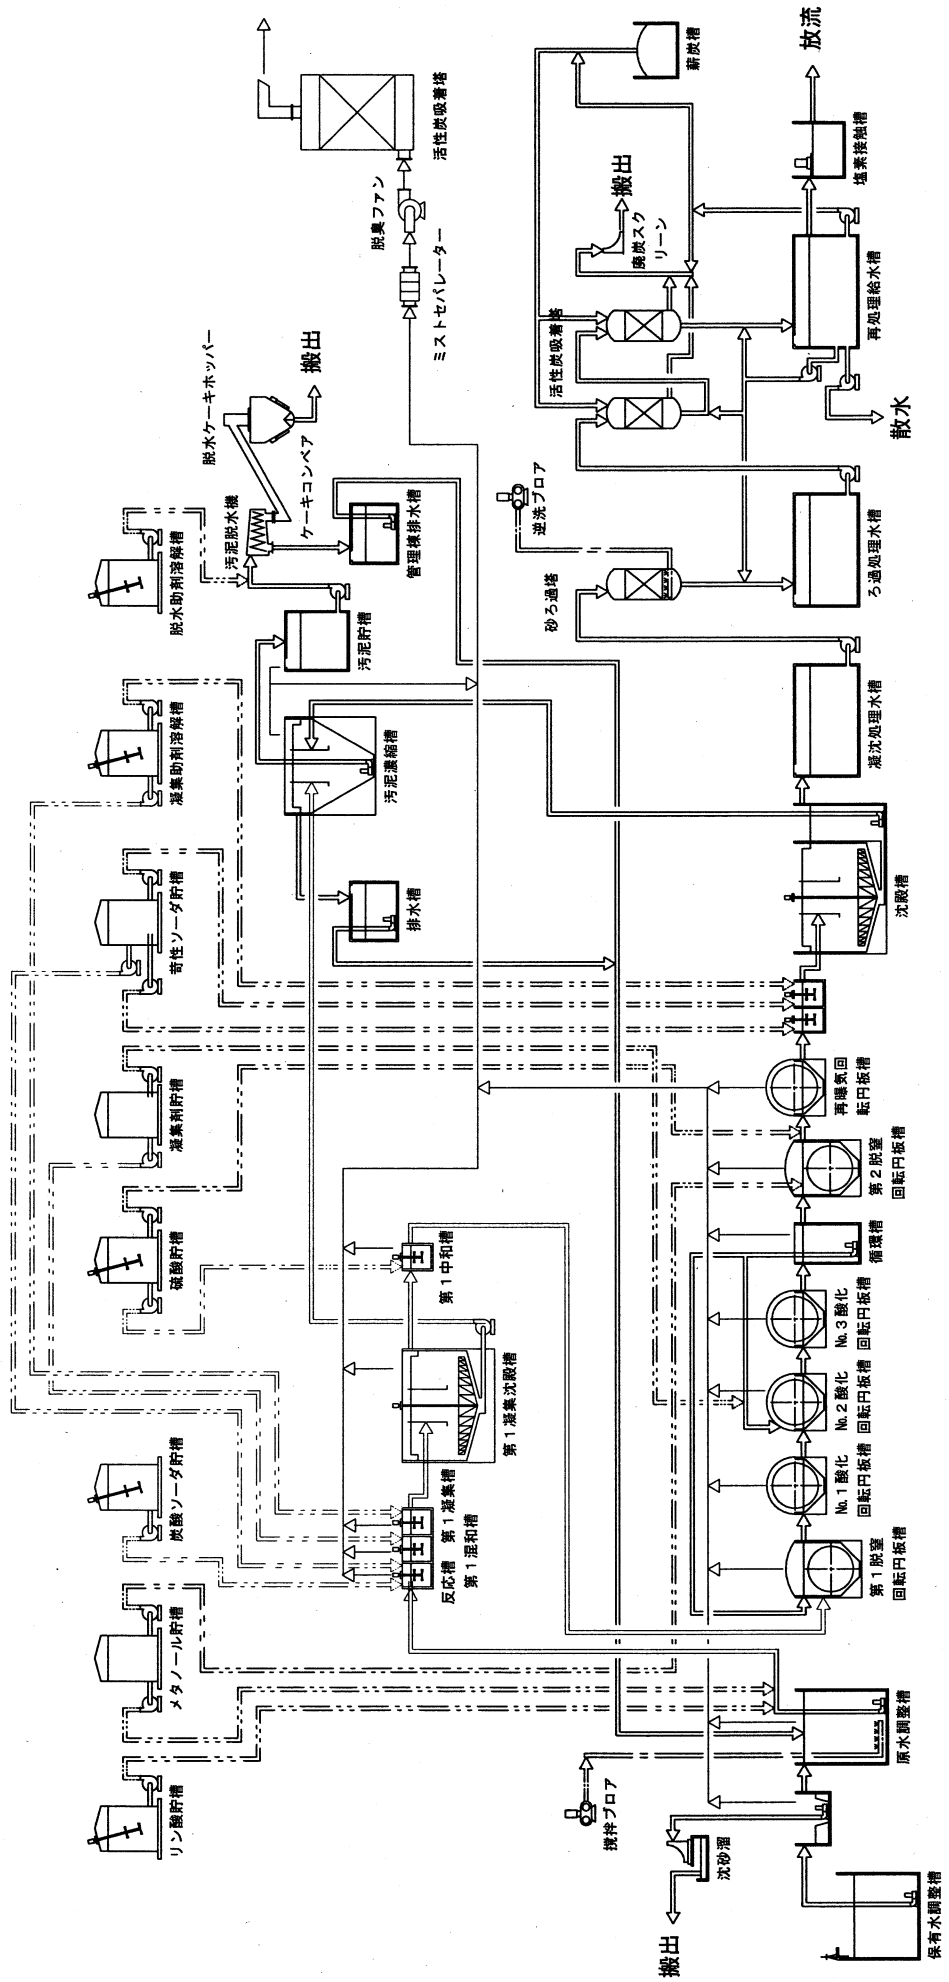 リン酸貯槽
メタノール貯槽
炭酸ソーダ貯槽
硫酸貯槽
凝集剤貯槽
苛性ソーダ貯槽
凝集助剤溶解槽
脱水助剤溶解槽
脱水ケーキホッパー
汚泥脱水機
搬出
ケーキコンベア
脱臭ファン
活性炭吸着塔
ミストセパレーター
反応槽
第1凝集槽
第1混和槽
第1凝集沈殿槽
第1中和槽
排水槽
汚泥濃縮槽
汚泥貯槽
管理棟排水槽
撹拌ブロア
砂ろ過塔
逆洗ブロア
活性炭吸着塔
廃炭スク
リーン
搬出
薪炭槽
搬出
沈砂溜
保有水調整槽
原水調整槽
第1脱窒
回転円板槽
No.1酸化
回転円板槽
No.2酸化
回転円板槽
No.3酸化
回転円板槽
循環槽
第2脱窒
回転円板槽
再曝気回
転円板槽
沈殿槽
凝沈処理水槽
ろ過処理水槽
散水
再処理給水槽
塩素接触槽
放流